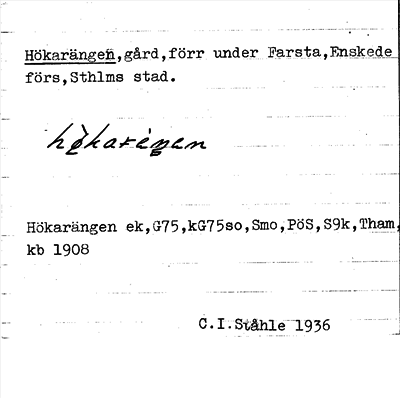 Hökarängen,gård,förr under Farsta,Enskede
förs,Sthlms stad.
Hökarängen ek,G75,kG75so,Smo,PöS,S9k,Tham,
kb 1908
C.I.Ståhle 1936